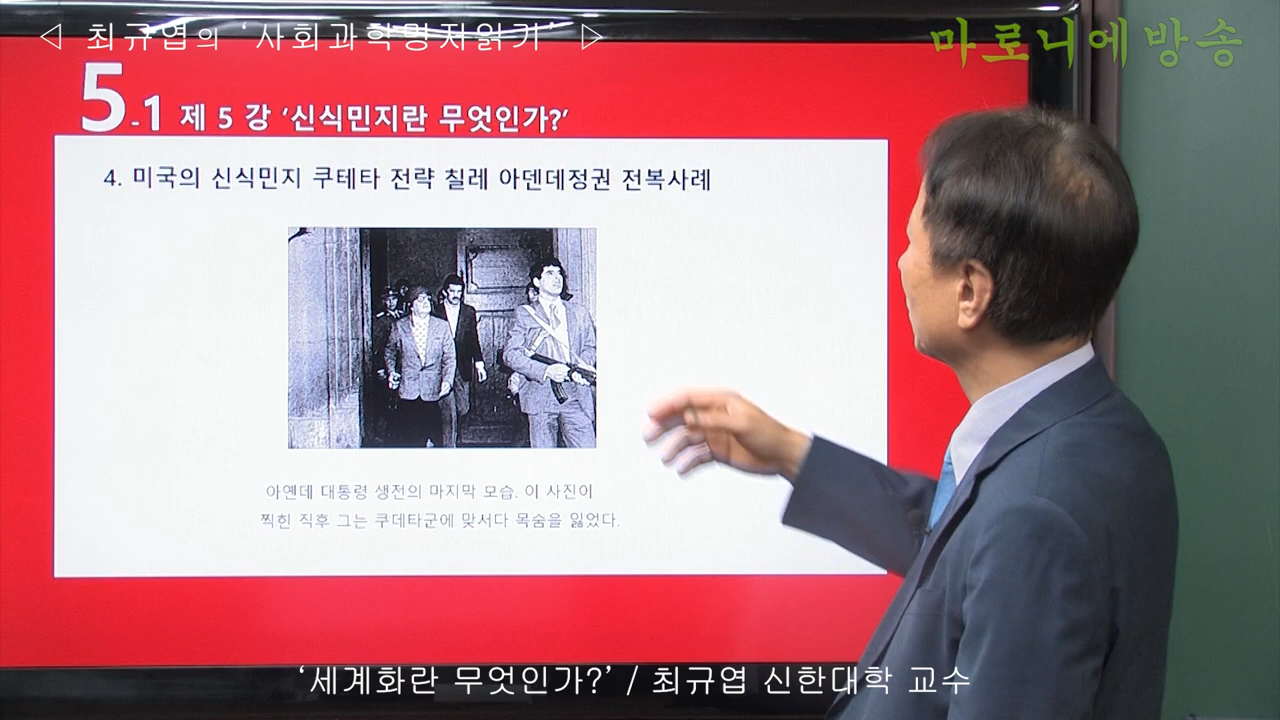 ◁ 최규엽의 '사회과학명저읽기' ▷
마로니에방송
5-1 제 5 강 '신식민지란 무엇인가?'
4. 미국의 신식민지 쿠테타 전략 칠레 아덴데정권 전복사례
아옌데 대통령 생전의 마지막 모습. 이 사진이
찍힌 직후 그는 쿠데타군에 맞서다 목숨을 잃었다.
'세계화란 무엇인가?' / 최규엽 신한대학 교수